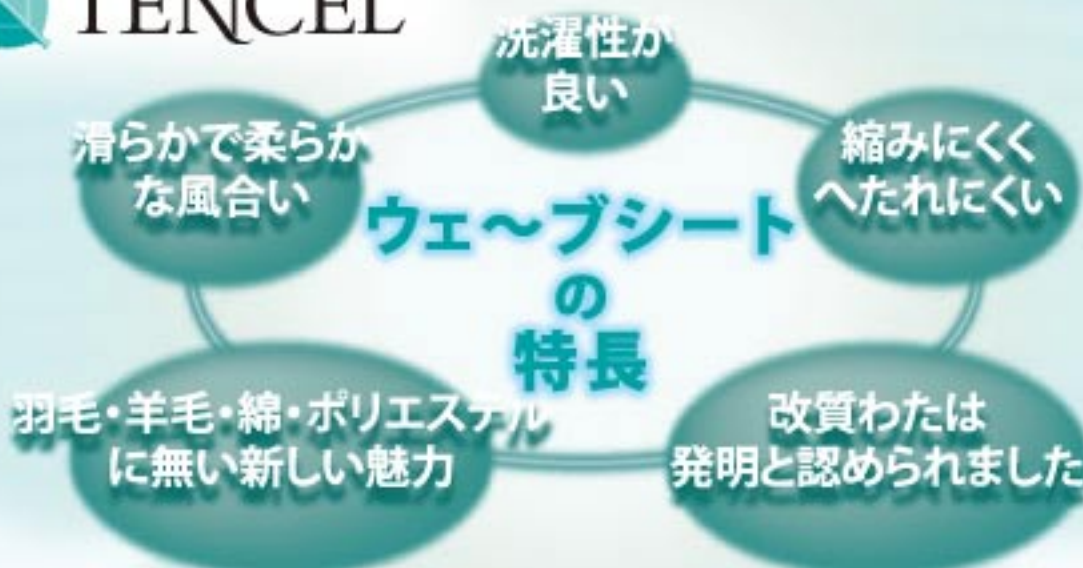 TENCEL
洗濯性が
良い
滑らかで柔らか
な風合い
縮みにくく
へたれにくい
ウェ〜ブシート
の
特長
羽毛・羊毛・綿・ポリエステル
に無い新しい魅力
改質わたは
発明と認められました